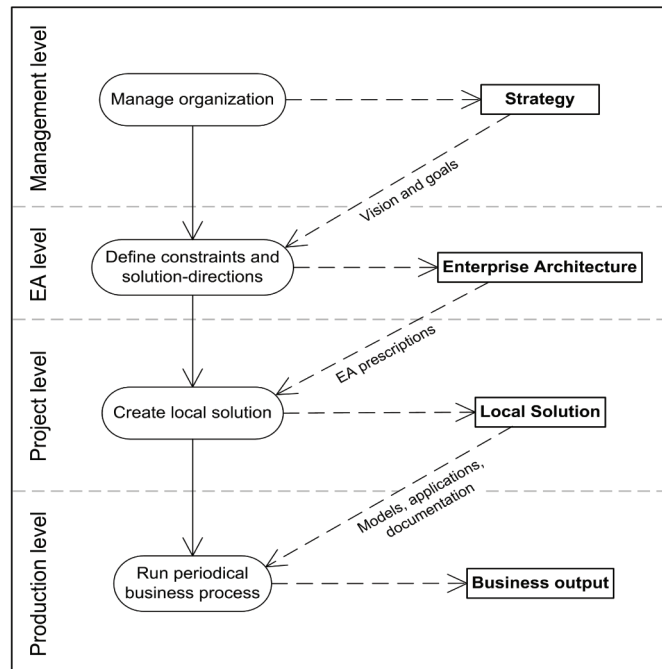 Management level
Manage organization
Strategy
Vision and goals
EA level
Define constraints and
solution-directions
Enterprise Architecture
EA prescriptions
Project level
Create local solution
Local Solution
Models, applications,
documentation
Production level
Run periodical
business process
Business output